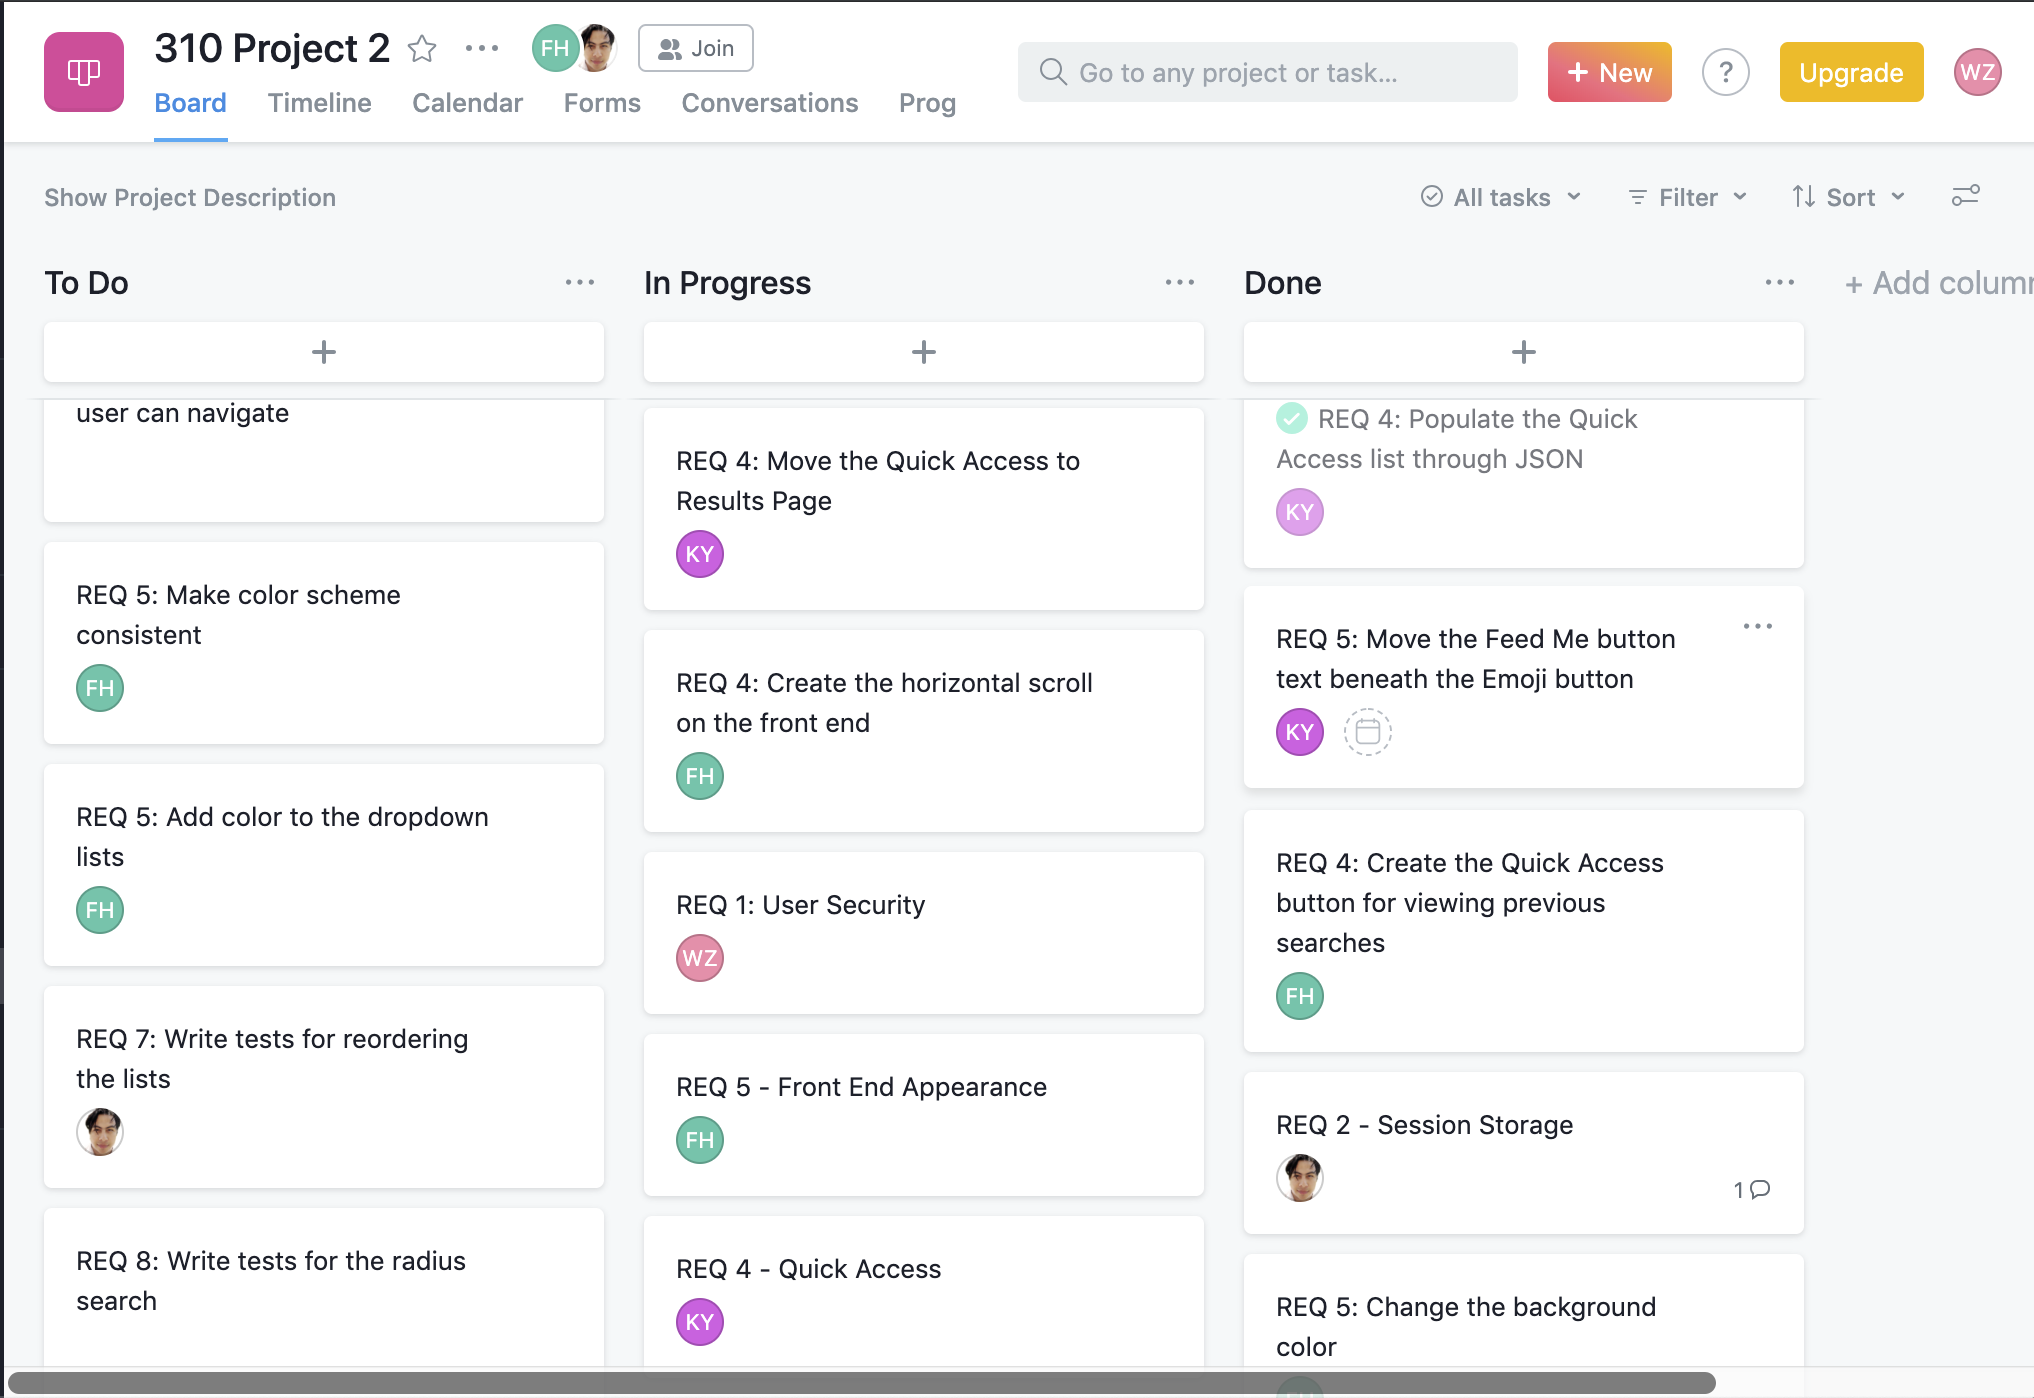 310 Project 2
FH
Join
Go to any project or task...
+ New
?
Upgrade
WZ
Board
Timeline
Calendar
Forms
Conversations
Prog
Show Project Description
All tasks
Filter
Sort
To Do
user can navigate
REQ 5: Make color scheme
consistent
FH
REQ 5: Add color to the dropdown
lists
FH
REQ 7: Write tests for reordering
the lists
REQ 8: Write tests for the radius
search
In Progress
REQ 4: Move the Quick Access to
Results Page
KY
REQ 4: Create the horizontal scroll
on the front end
FH
REQ 1: User Security
WZ
REQ 5 - Front End Appearance
FH
REQ 4 - Quick Access
KY
Done
REQ 4: Populate the Quick
Access list through JSON
KY
REQ 5: Move the Feed Me button
text beneath the Emoji button
KY
REQ 4: Create the Quick Access
button for viewing previous
searches
FH
REQ 2 - Session Storage
1
REQ 5: Change the background
color
FH
+ Add column